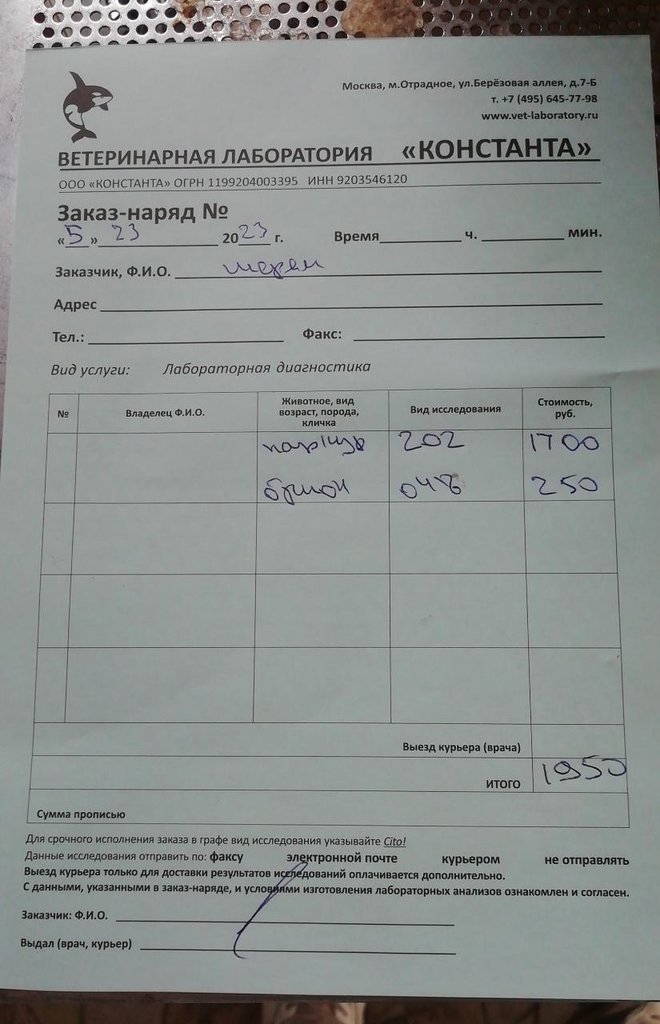 Москва, м.Отрадное, ул.Берёзовая аллея, д.7-Б
т. +7 (495) 645-77-98
www.vet-laboratory.ru
ВЕТЕРИНАРНАЯ ЛАБОРАТОРИЯ «КОНСТАНТА»
ООО «КОНСТАНТА» ОГРН 1199204003395 ИНН 9203546120
Заказ-наряд №
«5» 23 2023 г. Время ч. мин.
Заказчик, Ф.И.О.
Адрес
Тел.: Факс:
Вид услуги: Лабораторная диагностика
№ Владелец Ф.И.О. Животное, вид возраст, порода, кличка Вид исследования Стоимость, руб.
202 1700
048 250
Выезд курьера (врача)
ИТОГО 1950
Сумма прописью
Для срочного исполнения заказа в графе вид исследования указывайте Cito!
Данные исследования отправить по: факсу электронной почте курьером не отправлять
Выезд курьера только для доставки результатов исследований оплачивается дополнительно.
С данными, указанными в заказ-наряде, и условиями изготовления лабораторных анализов ознакомлен и согласен.
Заказчик: Ф.И.О.
Выдал (врач, курьер)